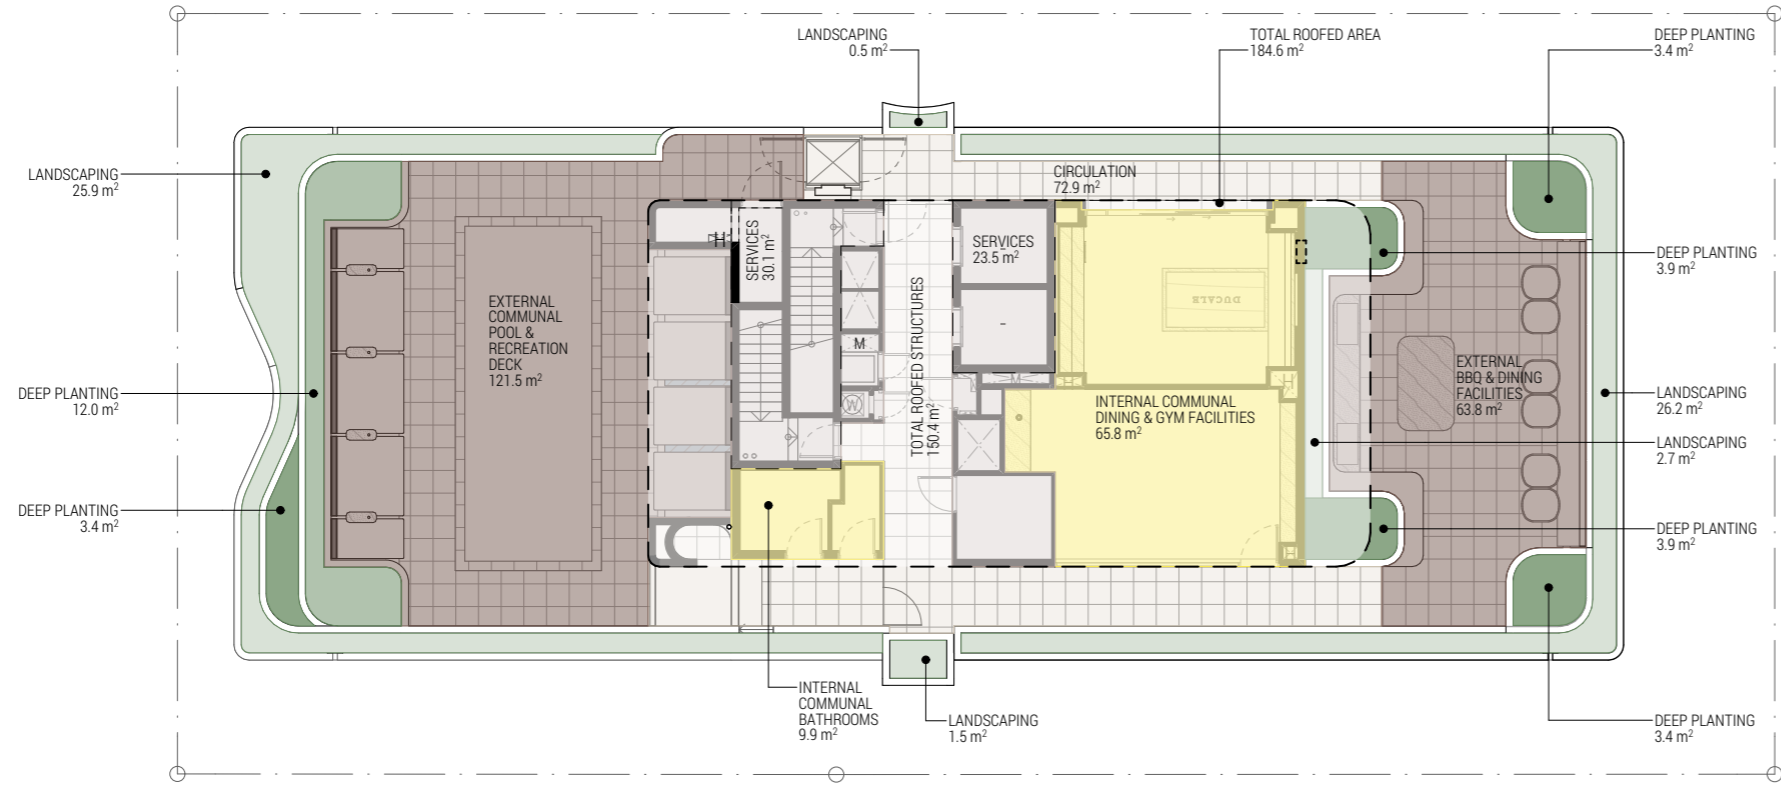 LANDSCAPING
0.5 m²
TOTAL ROOFED AREA
184.6 m²
DEEP PLANTING
3.4 m²
LANDSCAPING
25.9 m²
CIRCULATION
72.9 m²
SERVICES
30.1 m²
SERVICES
23.5 m²
DEEP PLANTING
3.9 m²
H
DUCALE
EXTERNAL
COMMUNAL
POOL &
RECREATION
DECK
121.5 m²
M
TOTAL ROOFED STRUCTURES
150.4 m²
M
H
H
EXTERNAL
BBQ & DINING
FACILITIES
63.8 m²
DEEP PLANTING
12.0 m²
W
INTERNAL COMMUNAL
DINING & GYM FACILITIES
65.8 m²
LANDSCAPING
26.2 m²
LANDSCAPING
2.7 m²
DEEP PLANTING
3.4 m²
DEEP PLANTING
3.9 m²
H
INTERNAL
COMMUNAL
BATHROOMS
9.9 m²
LANDSCAPING
1.5 m²
DEEP PLANTING
3.4 m²